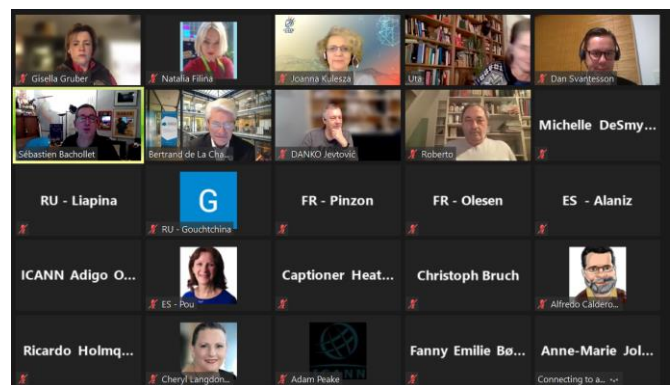 Gisella Gruber
Natalia Filina
Joanna Kulesza
Uta
Dan Svantesson
Sébastien Bachollet
Bertrand de La Cha...
DANKO Jevtović
Roberto
Michelle DeSmy...
RU - Liapina
G
RU - Gouchtchina
FR - Pinzon
FR - Olesen
ES - Alaniz
ICANN Adigo O...
ES - Pou
Captioner Heat...
Christoph Bruch
Alfredo Caldero...
Ricardo Holmq...
Cheryl Langdon...
ICANN
Adam Peake
Fanny Emilie Bø...
Anne-Marie Jol...
Connecting to a...